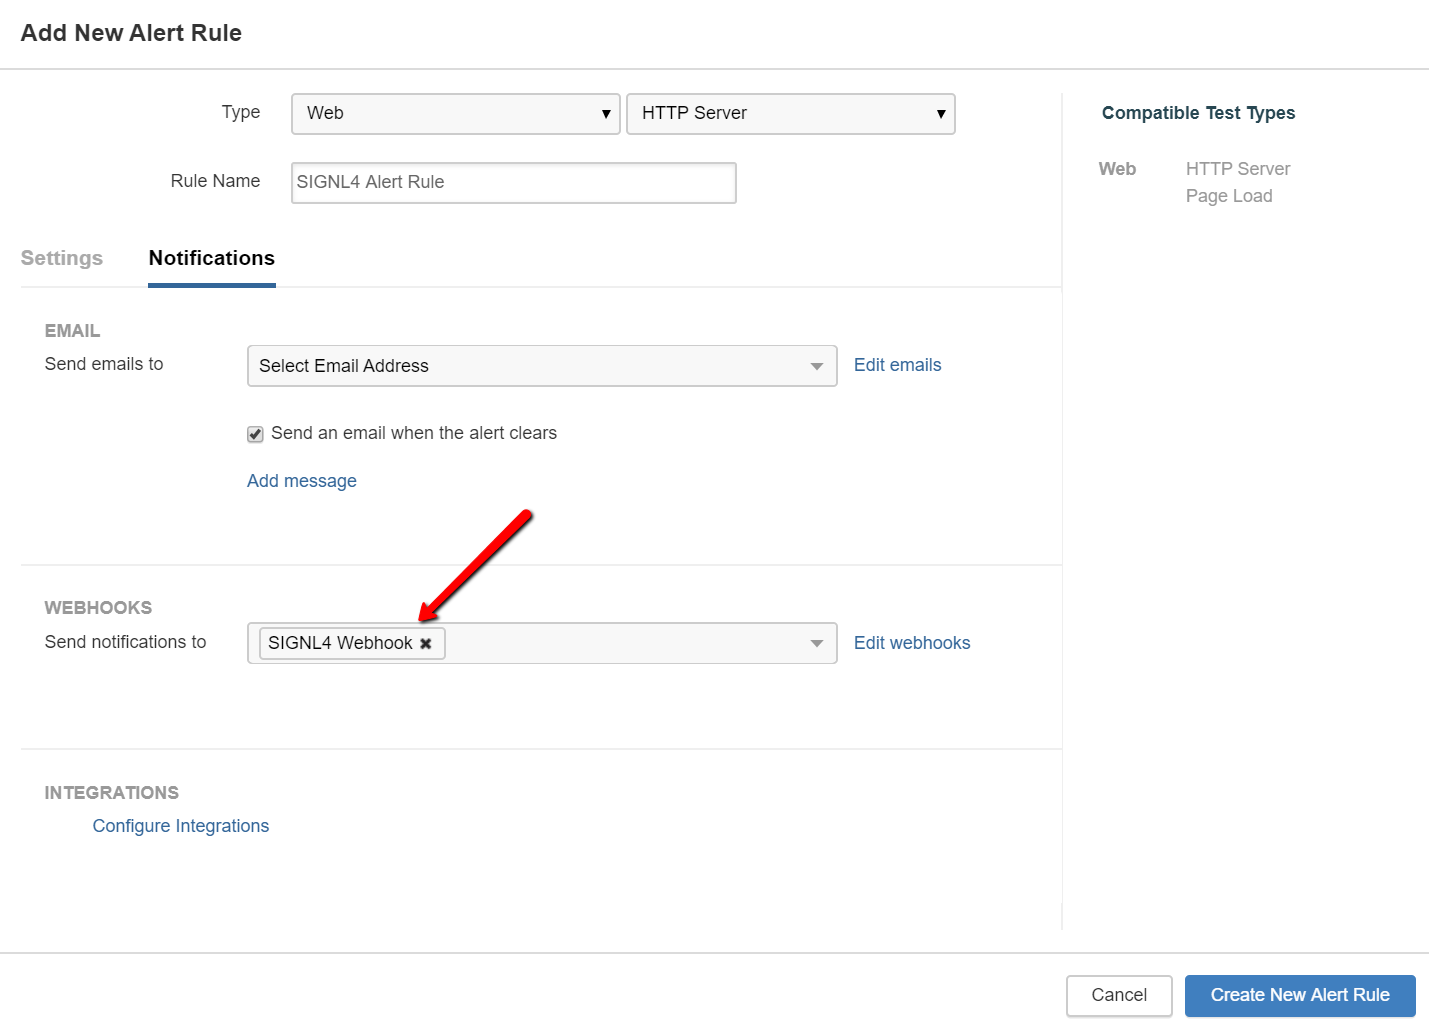 Add New Alert Rule
Type Web HTTP Server
Rule Name SIGNL4 Alert Rule
Settings Notifications
EMAIL
Send emails to Select Email Address Edit emails
Send an email when the alert clears
Add message
WEBHOOKS
Send notifications to SIGNL4 Webhook Edit webhooks
INTEGRATIONS
Configure Integrations
Compatible Test Types
Web HTTP Server
Page Load
Cancel Create New Alert Rule